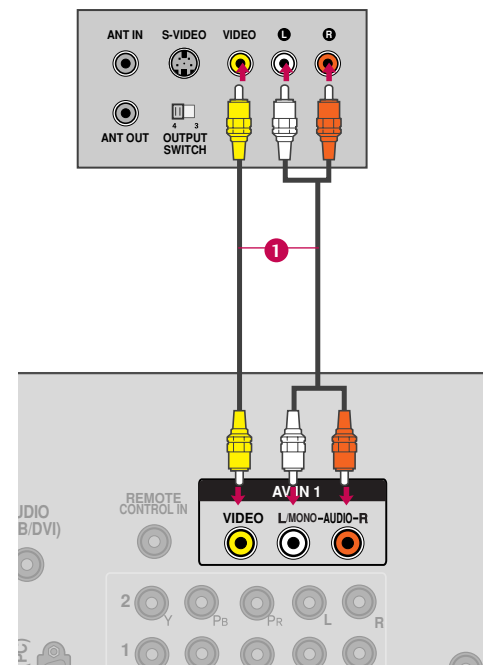 ANT IN S-VIDEO VIDEO L R
4 3
ANT OUT OUTPUT
SWITCH
1
AV IN 1
REMOTE
CONTROL IN
VIDEO L/MONO-AUDIO-R
UDIO
B/DVI)
2 Y PB PR L R
1